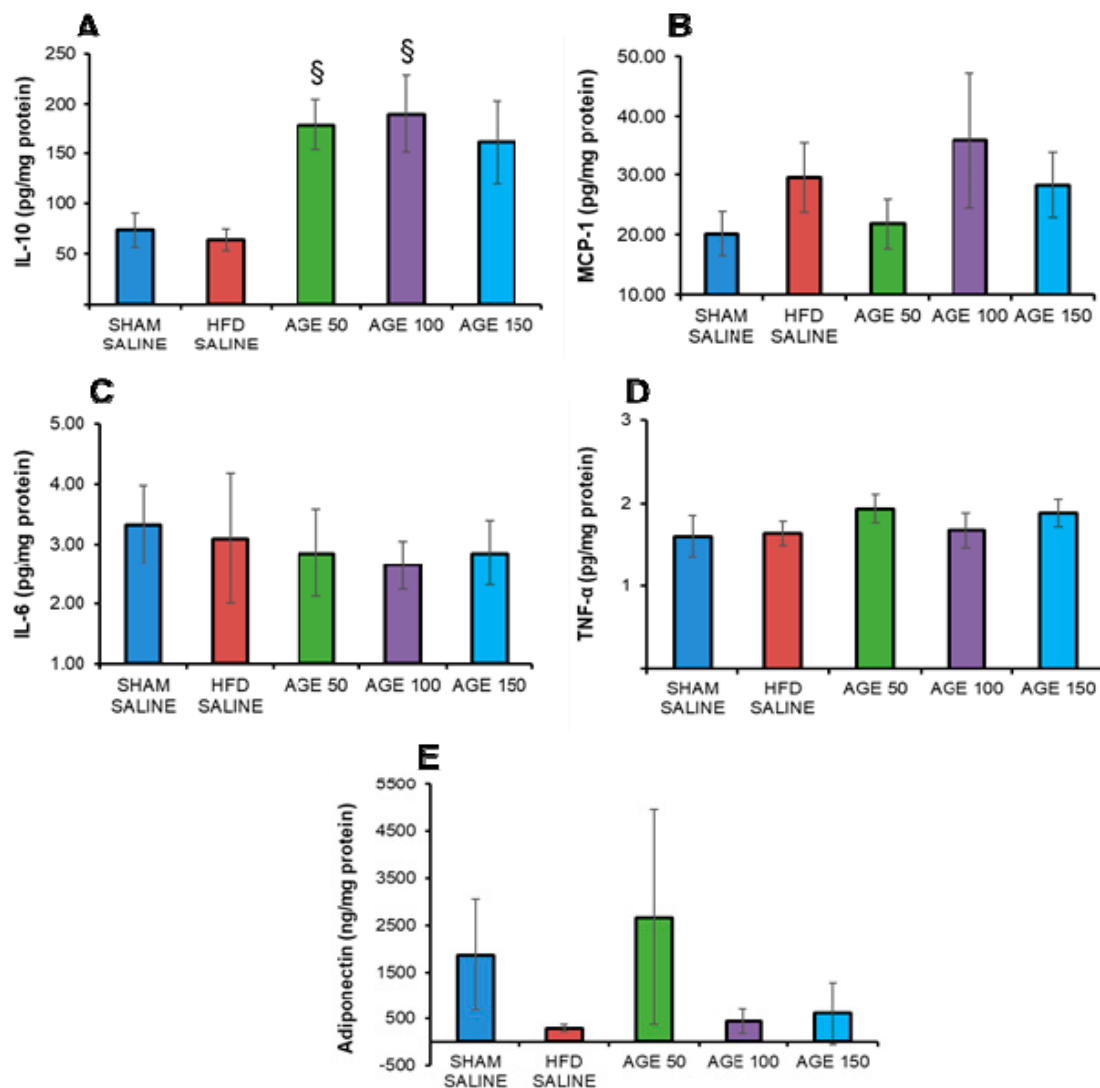 A
IL-10 (pg/mg protein)
250
200
150
100
50
§
§
SHAM SALINE
HFD SALINE
AGE 50
AGE 100
AGE 150
B
MCP-1 (pg/mg protein)
50.00
40.00
30.00
20.00
10.00
SHAM SALINE
HFD SALINE
AGE 50
AGE 100
AGE 150
C
IL-6 (pg/mg protein)
5.00
4.00
3.00
2.00
1.00
SHAM SALINE
HFD SALINE
AGE 50
AGE 100
AGE 150
D
TNF-α (pg/mg protein)
3
2
1
SHAM SALINE
HFD SALINE
AGE 50
AGE 100
AGE 150
E
Adiponectin (ng/mg protein)
5500
4500
3500
2500
1500
500
-500
SHAM SALINE
HFD SALINE
AGE 50
AGE 100
AGE 150